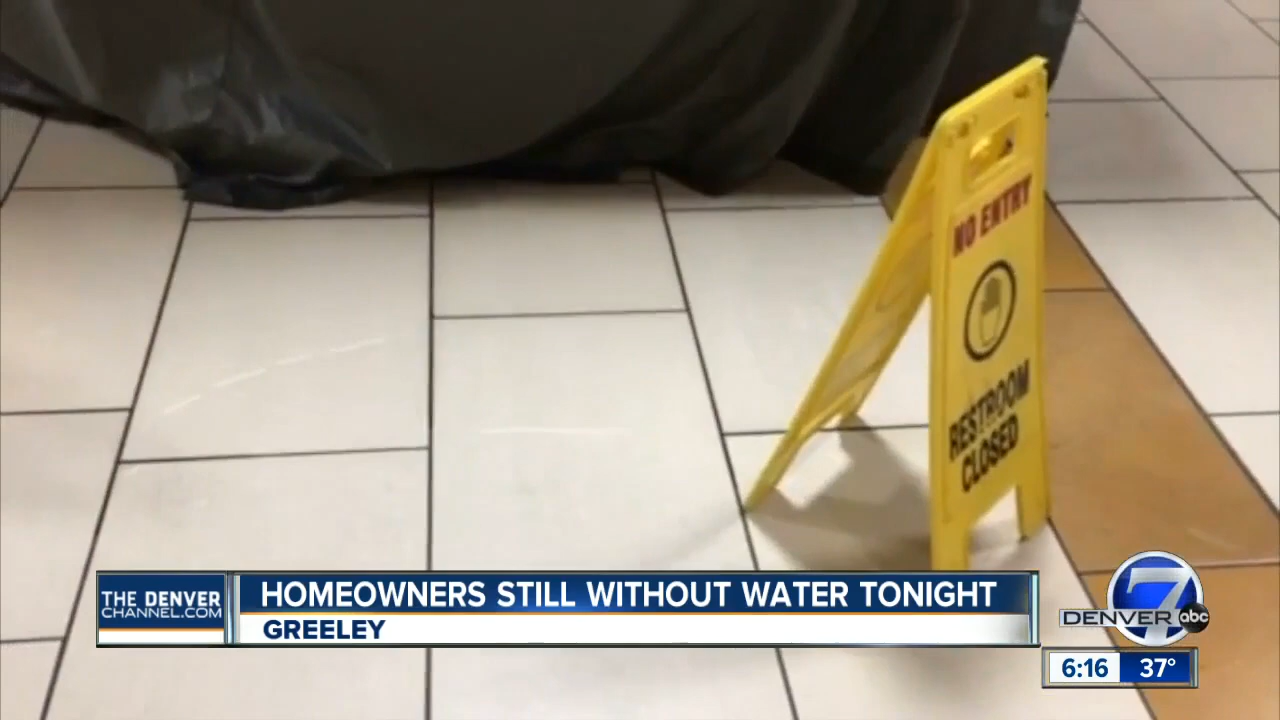 NO ENTRY
RESTROOM
CLOSED
THE DENVER
CHANNEL.COM
HOMEOWNERS STILL WITHOUT WATER TONIGHT
GREELEY
7
DENVER abc
6:16 37°